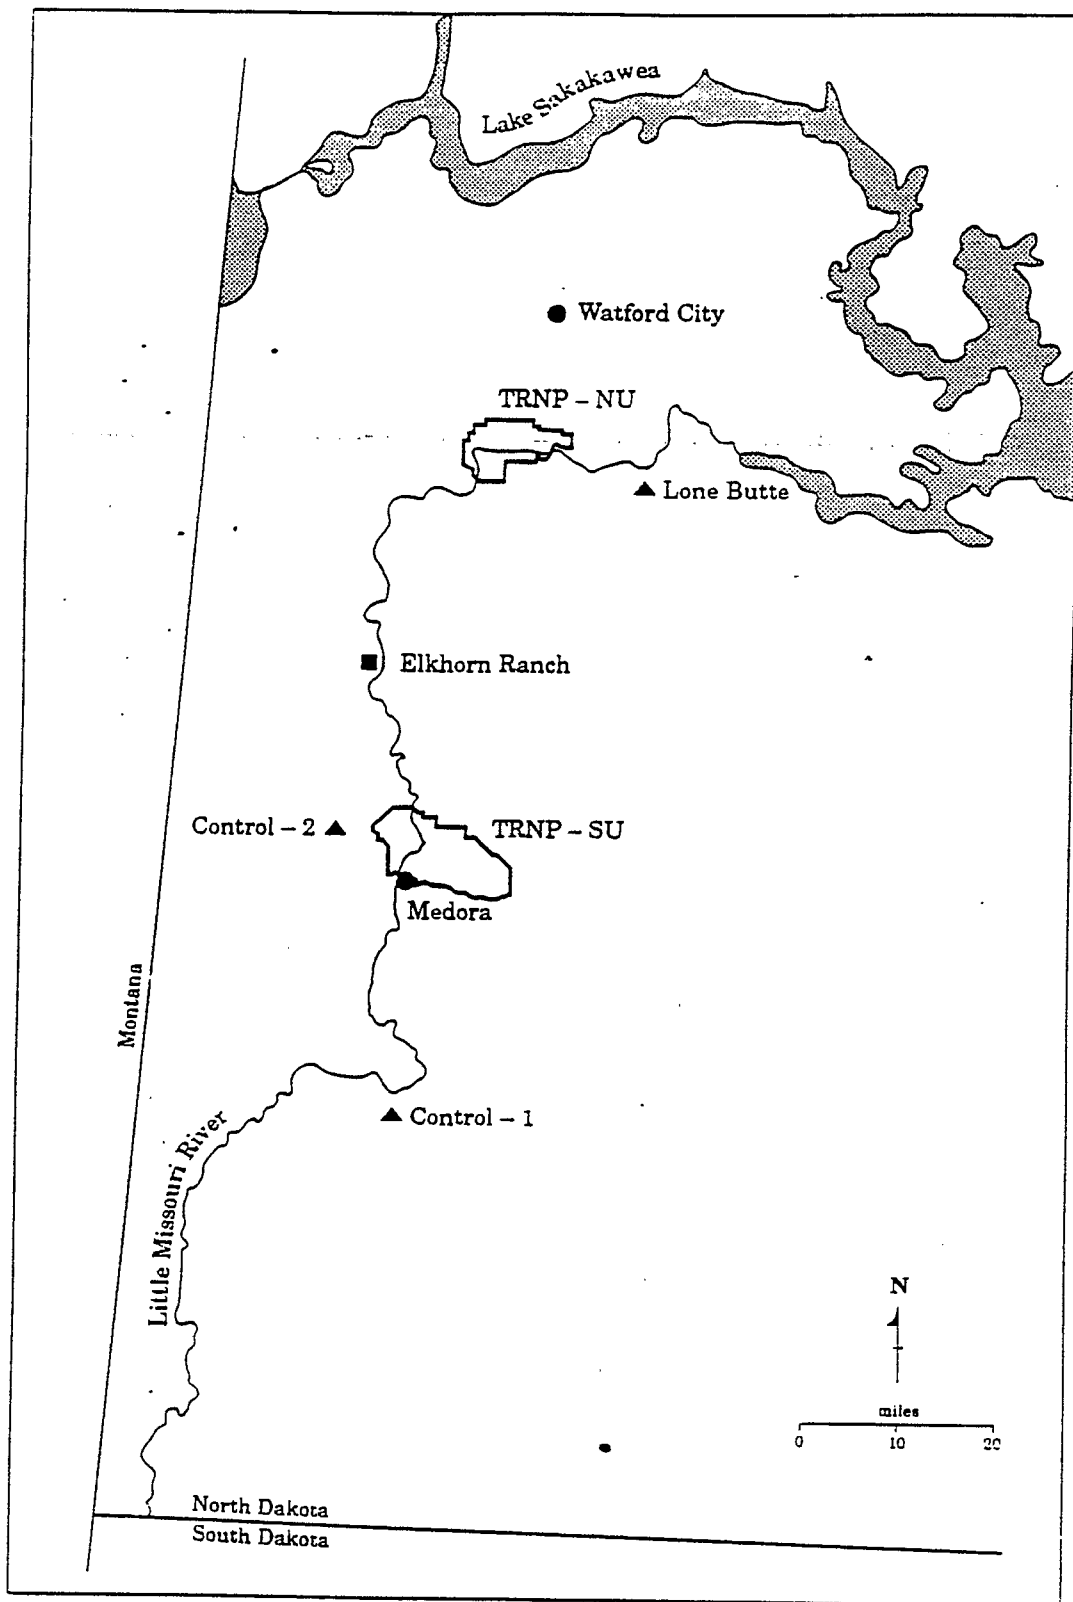 Lake Sakakawea
Watford City
TRNP – NU
Lone Butte
Elkhorn Ranch
Control – 2
TRNP – SU
Medora
Montana
Control – 1
Little Missouri River
N
miles
0 10 20
North Dakota
South Dakota